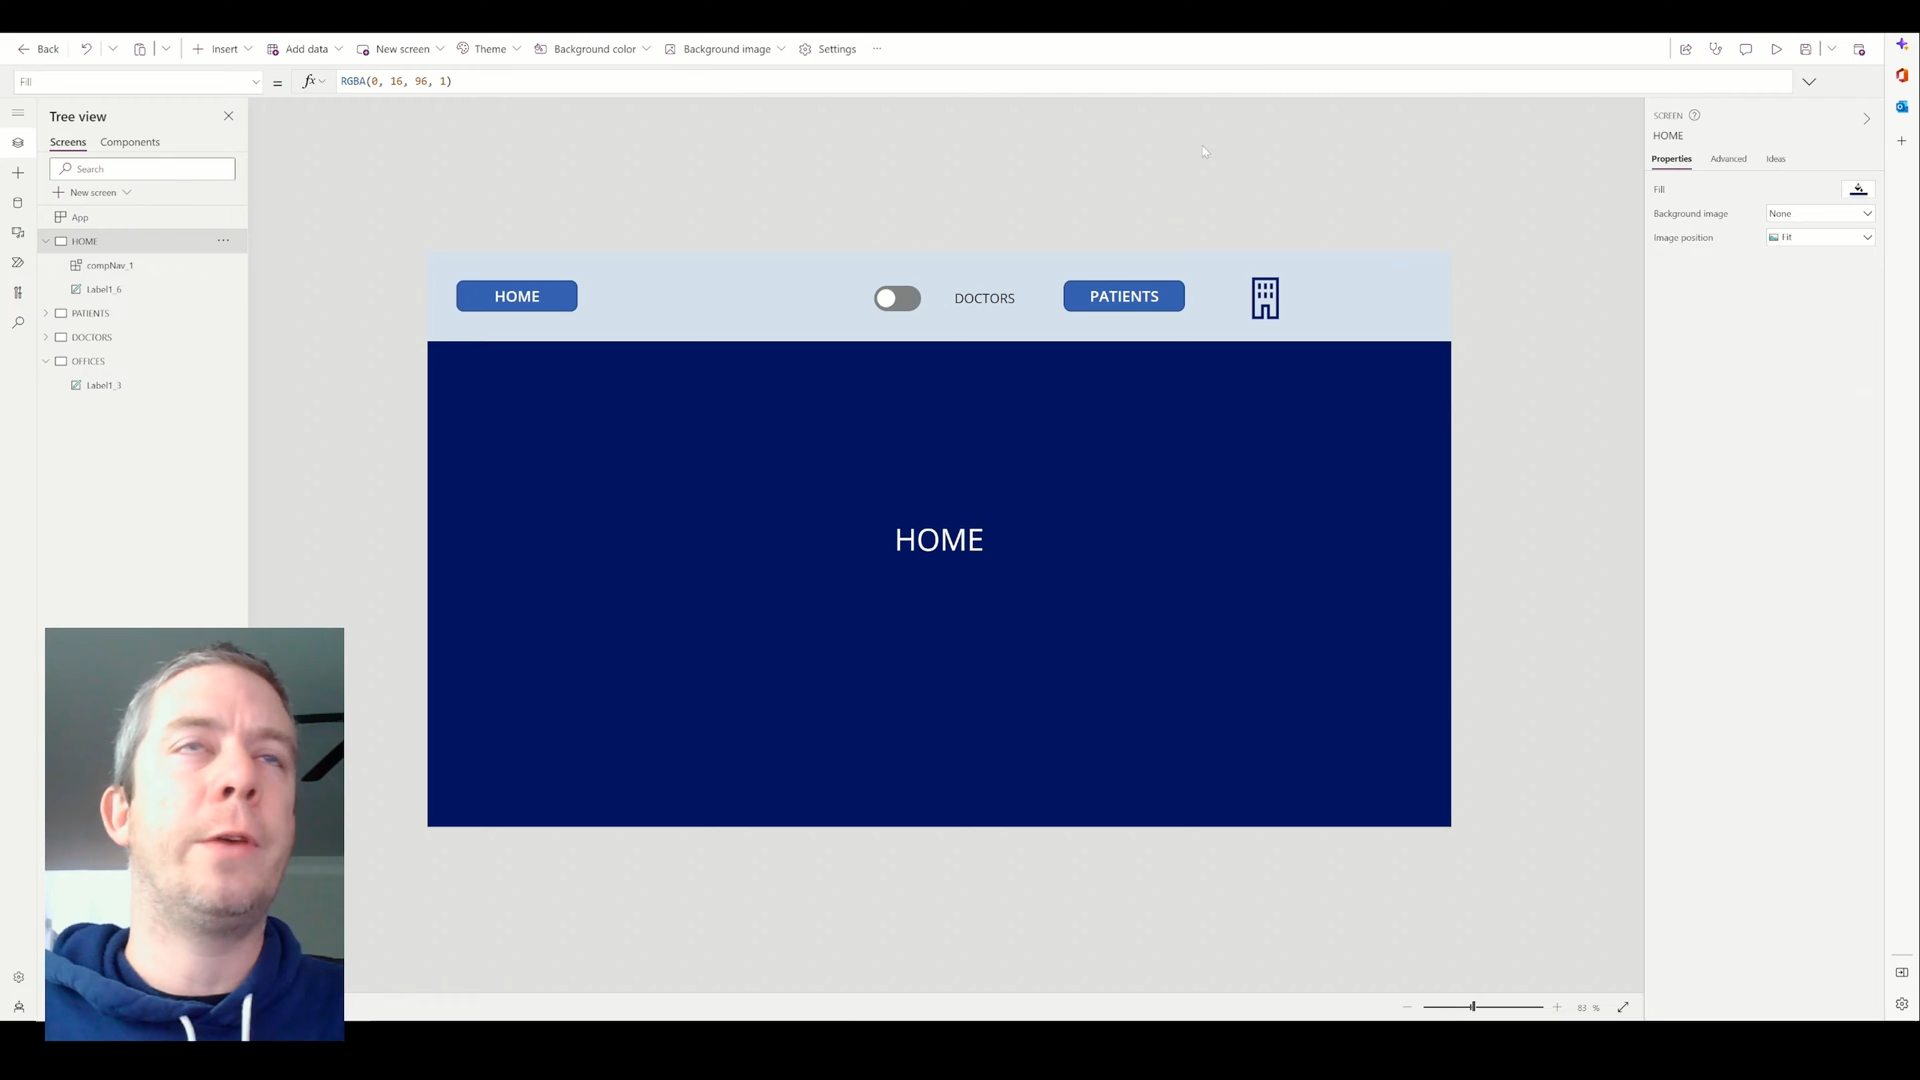 Back
Insert
Add data
New screen
Theme
Background color
Background image
Settings
Fill
=
fx
RGBA(0, 16, 96, 1)
Tree view
Screens
Components
Search
New screen
App
HOME
compNav_1
Label1_6
PATIENTS
DOCTORS
OFFICES
Label1_3
HOME
DOCTORS
PATIENTS
HOME
SCREEN
HOME
Properties
Advanced
Ideas
Fill
Background image
None
Image position
Fit
83 %